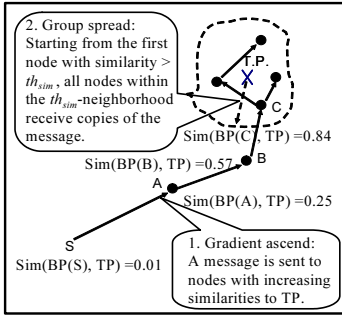 2. Group spread:
Starting from the first
node with similarity >
th_sim, all nodes within
the th_sim-neighborhood
receive copies of the
message.
T.P.
C
Sim(BP(C), TP) =0.84
B
Sim(BP(B), TP) =0.57
A
Sim(BP(A), TP) =0.25
S
Sim(BP(S), TP) =0.01
1. Gradient ascend:
A message is sent to
nodes with increasing
similarities to TP.